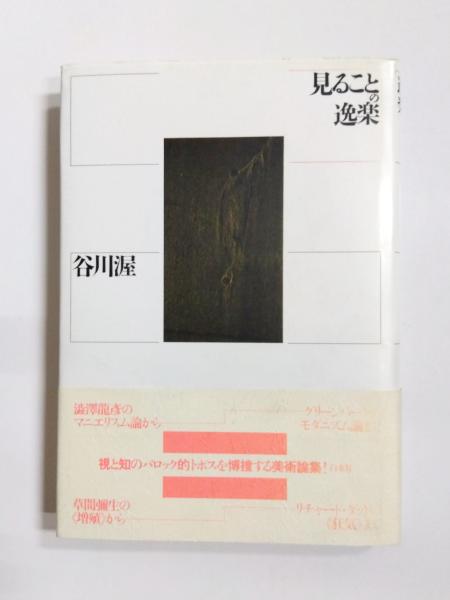 見ることの
逸楽
谷川渥
澁澤龍彥の
マニエリスム論から
グリーンバーグの
モダニズム論まで
視と知のバロック的トポスを博捜する美術論集!
草間彌生の
《増殖》から
リチャード・ダッドの
《狂気》まで